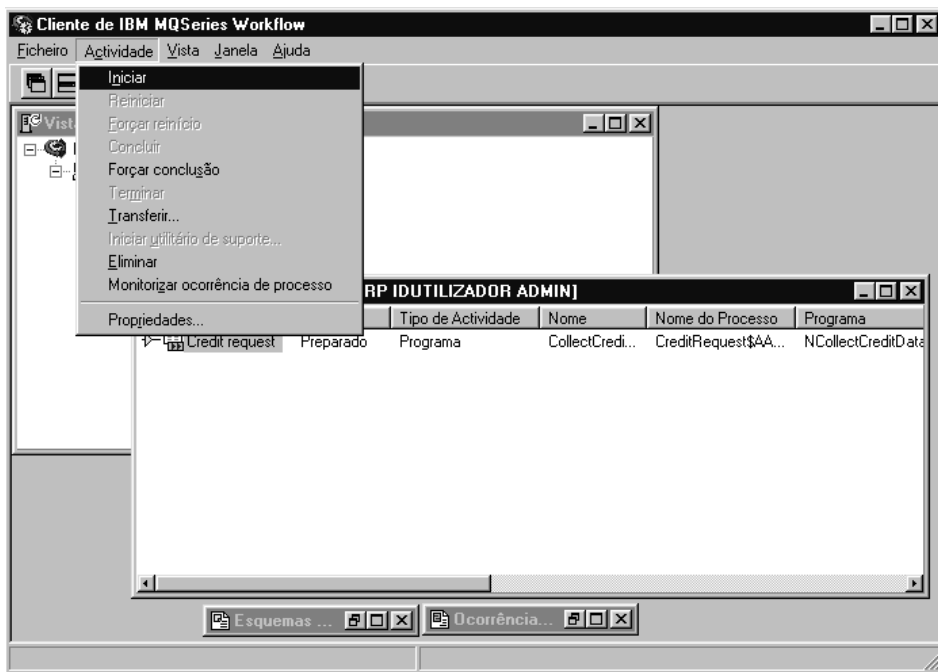 Cliente de IBM MQSeries Workflow
Ficheiro Actividade Vista Janela Ajuda
Iniciar
Reiniciar
Forçar reinício
Concluir
Forçar conclusão
Terminar
Transferir...
Iniciar utilitário de suporte...
Eliminar
Monitorizar ocorrência de processo
Propriedades...
Vist
RP IDUTILIZADOR ADMIN]
Tipo de Actividade Nome Nome do Processo Programa
Credit request Preparado Programa CollectCredi... CreditRequest$AA... NCollectCreditData
Esquemas ... Ocorrência...